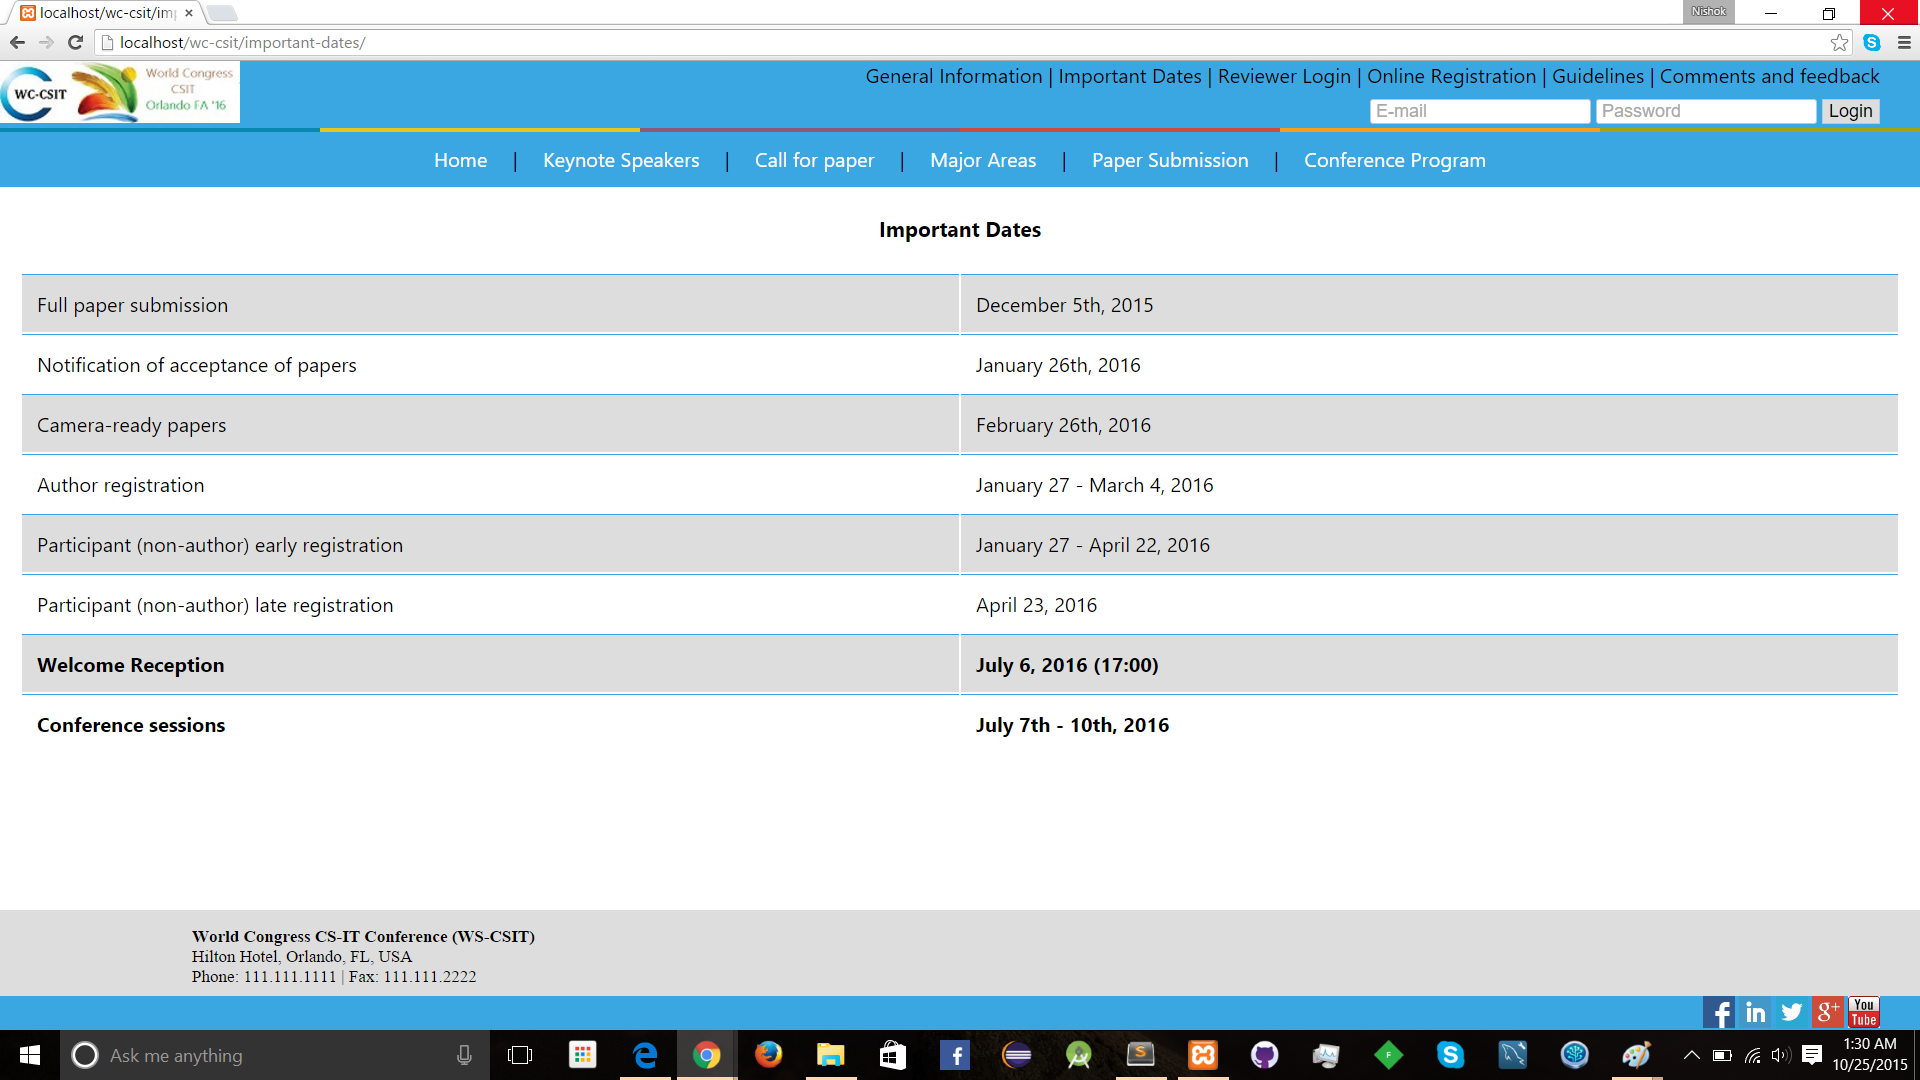 localhost/wc-csit/im
Nishok
localhost/wc-csit/important-dates/
WC-CSIT
World Congress
CSIT
Orlando FA '16
General Information | Important Dates | Reviewer Login | Online Registration | Guidelines | Comments and feedback
E-mail Password Login
Home | Keynote Speakers | Call for paper | Major Areas | Paper Submission | Conference Program
Important Dates
Full paper submission December 5th, 2015
Notification of acceptance of papers January 26th, 2016
Camera-ready papers February 26th, 2016
Author registration January 27 - March 4, 2016
Participant (non-author) early registration January 27 - April 22, 2016
Participant (non-author) late registration April 23, 2016
Welcome Reception July 6, 2016 (17:00)
Conference sessions July 7th - 10th, 2016
World Congress CS-IT Conference (WS-CSIT)
Hilton Hotel, Orlando, FL, USA
Phone: 111.111.1111 | Fax: 111.111.2222
f in g+ You Tube
Ask me anything
1:30 AM
10/25/2015